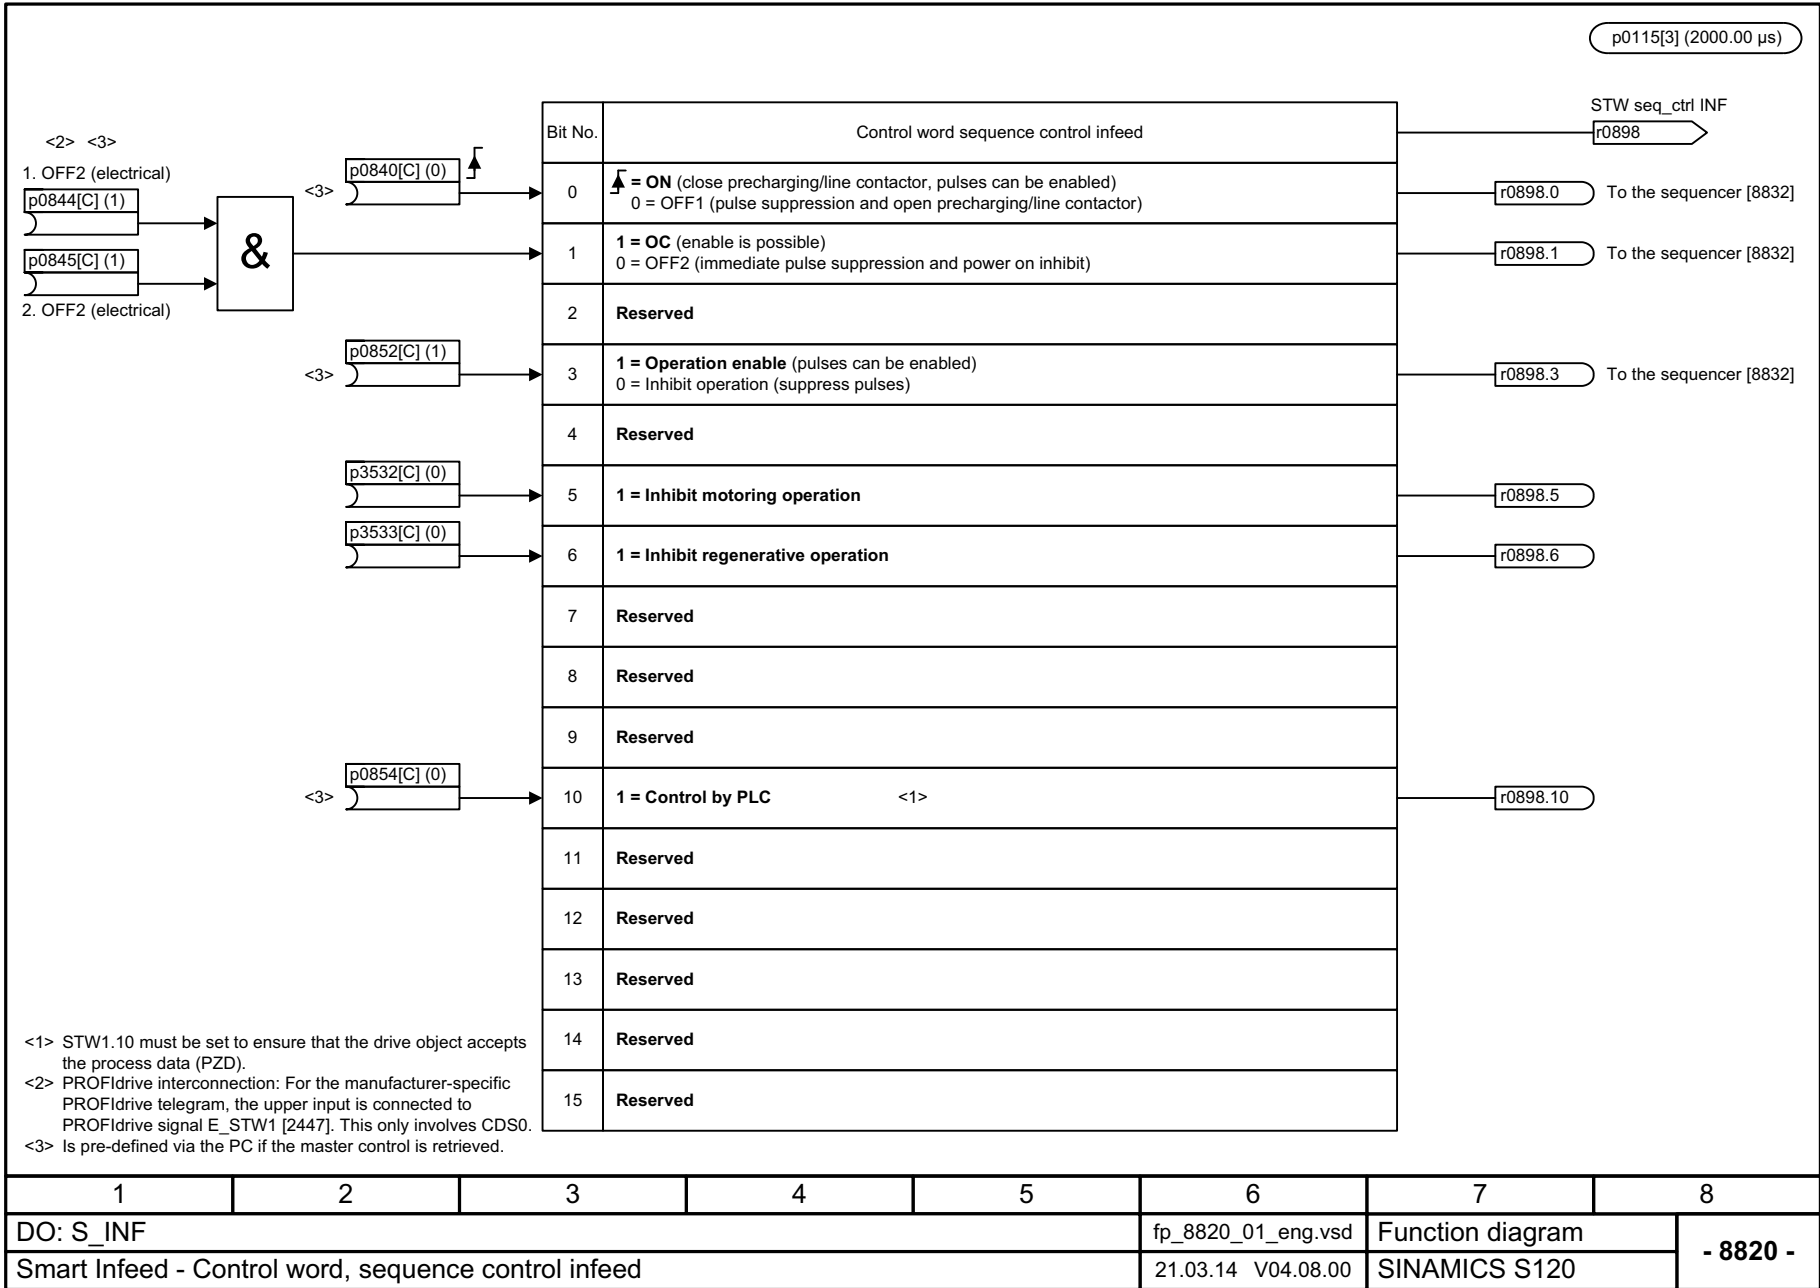 p0115[3] (2000.00 µs)
STW seq_ctrl INF
r0898
Bit No.
Control word sequence control infeed
<2> <3>
1. OFF2 (electrical)
p0844[C] (1)
&
p0845[C] (1)
2. OFF2 (electrical)
<3>
p0840[C] (0)
0
= ON (close precharging/line contactor, pulses can be enabled)
0 = OFF1 (pulse suppression and open precharging/line contactor)
r0898.0
To the sequencer [8832]
1
1 = OC (enable is possible)
0 = OFF2 (immediate pulse suppression and power on inhibit)
r0898.1
To the sequencer [8832]
2
Reserved
<3>
p0852[C] (1)
3
1 = Operation enable (pulses can be enabled)
0 = Inhibit operation (suppress pulses)
r0898.3
To the sequencer [8832]
4
Reserved
p3532[C] (0)
5
1 = Inhibit motoring operation
r0898.5
p3533[C] (0)
6
1 = Inhibit regenerative operation
r0898.6
7
Reserved
8
Reserved
9
Reserved
<3>
p0854[C] (0)
10
1 = Control by PLC <1>
r0898.10
11
Reserved
12
Reserved
13
Reserved
14
Reserved
15
Reserved
<1> STW1.10 must be set to ensure that the drive object accepts
the process data (PZD).
<2> PROFIdrive interconnection: For the manufacturer-specific
PROFIdrive telegram, the upper input is connected to
PROFIdrive signal E_STW1 [2447]. This only involves CDS0.
<3> Is pre-defined via the PC if the master control is retrieved.
1 2 3 4 5 6 7 8
DO: S_INF
fp_8820_01_eng.vsd
Function diagram
- 8820 -
Smart Infeed - Control word, sequence control infeed
21.03.14 V04.08.00
SINAMICS S120